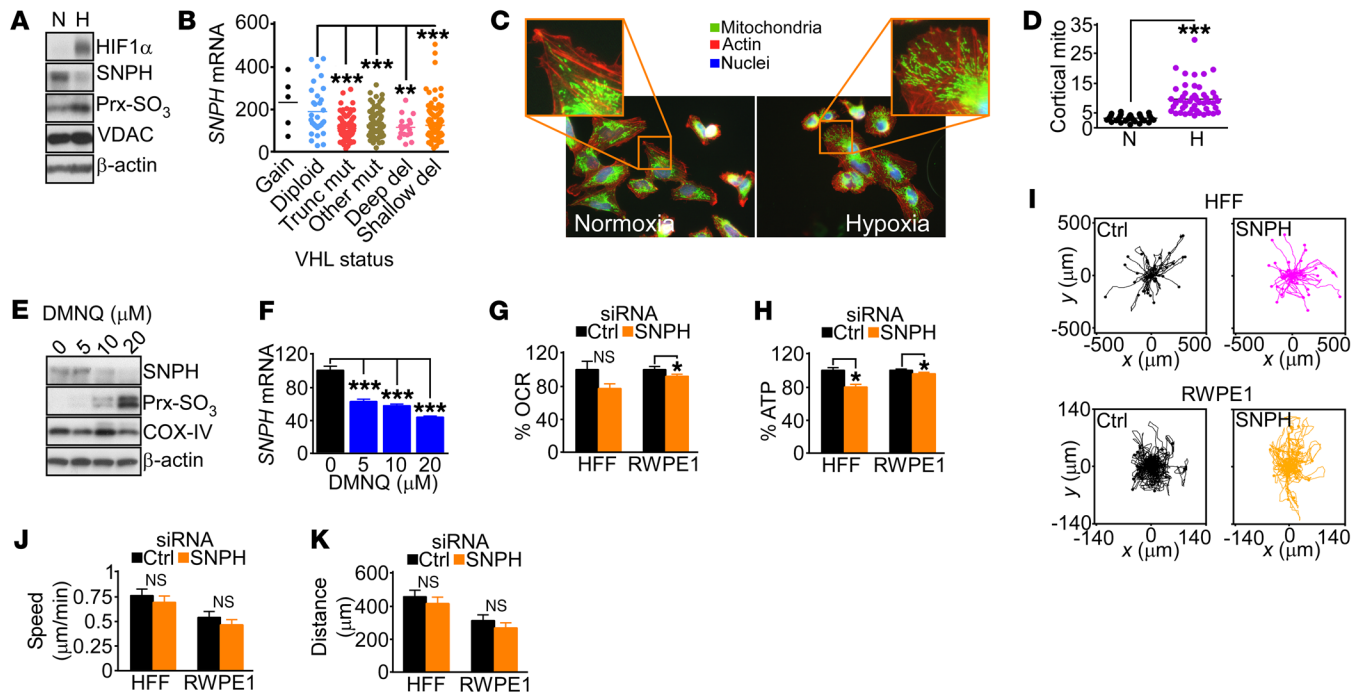 A
N H
HIF1α
SNPH
Prx-SO3
VDAC
β-actin
B
SNPH mRNA
600
400
200
0
***
***
***
**
Gain
Diploid
Trunc mut
Other mut
Deep del
Shallow del
VHL status
C
Mitochondria
Actin
Nuclei
Normoxia
Hypoxia
D
Cortical mito
35
25
15
5
0
***
N H
E
DMNQ (μM)
0 5 10 20
SNPH
Prx-SO3
COX-IV
β-actin
F
SNPH mRNA
120
80
40
0
*** *** ***
0 5 10 20
DMNQ (μM)
G
siRNA
Ctrl SNPH
% OCR
120
80
40
0
NS
*
HFF RWPE1
H
siRNA
Ctrl SNPH
% ATP
120
80
40
0
*
*
HFF RWPE1
I
HFF
Ctrl
SNPH
y (μm)
500
0
-500
-500 0 500
x (μm)
-500 0 500
x (μm)
RWPE1
Ctrl
SNPH
y (μm)
140
0
-140
-140 0 140
x (μm)
-140 0 140
x (μm)
J
siRNA
Ctrl SNPH
Speed
(μm/min)
1
0.75
0.5
0.25
0
NS
NS
HFF RWPE1
K
siRNA
Ctrl SNPH
Distance
(μm)
600
400
200
0
NS
NS
HFF RWPE1